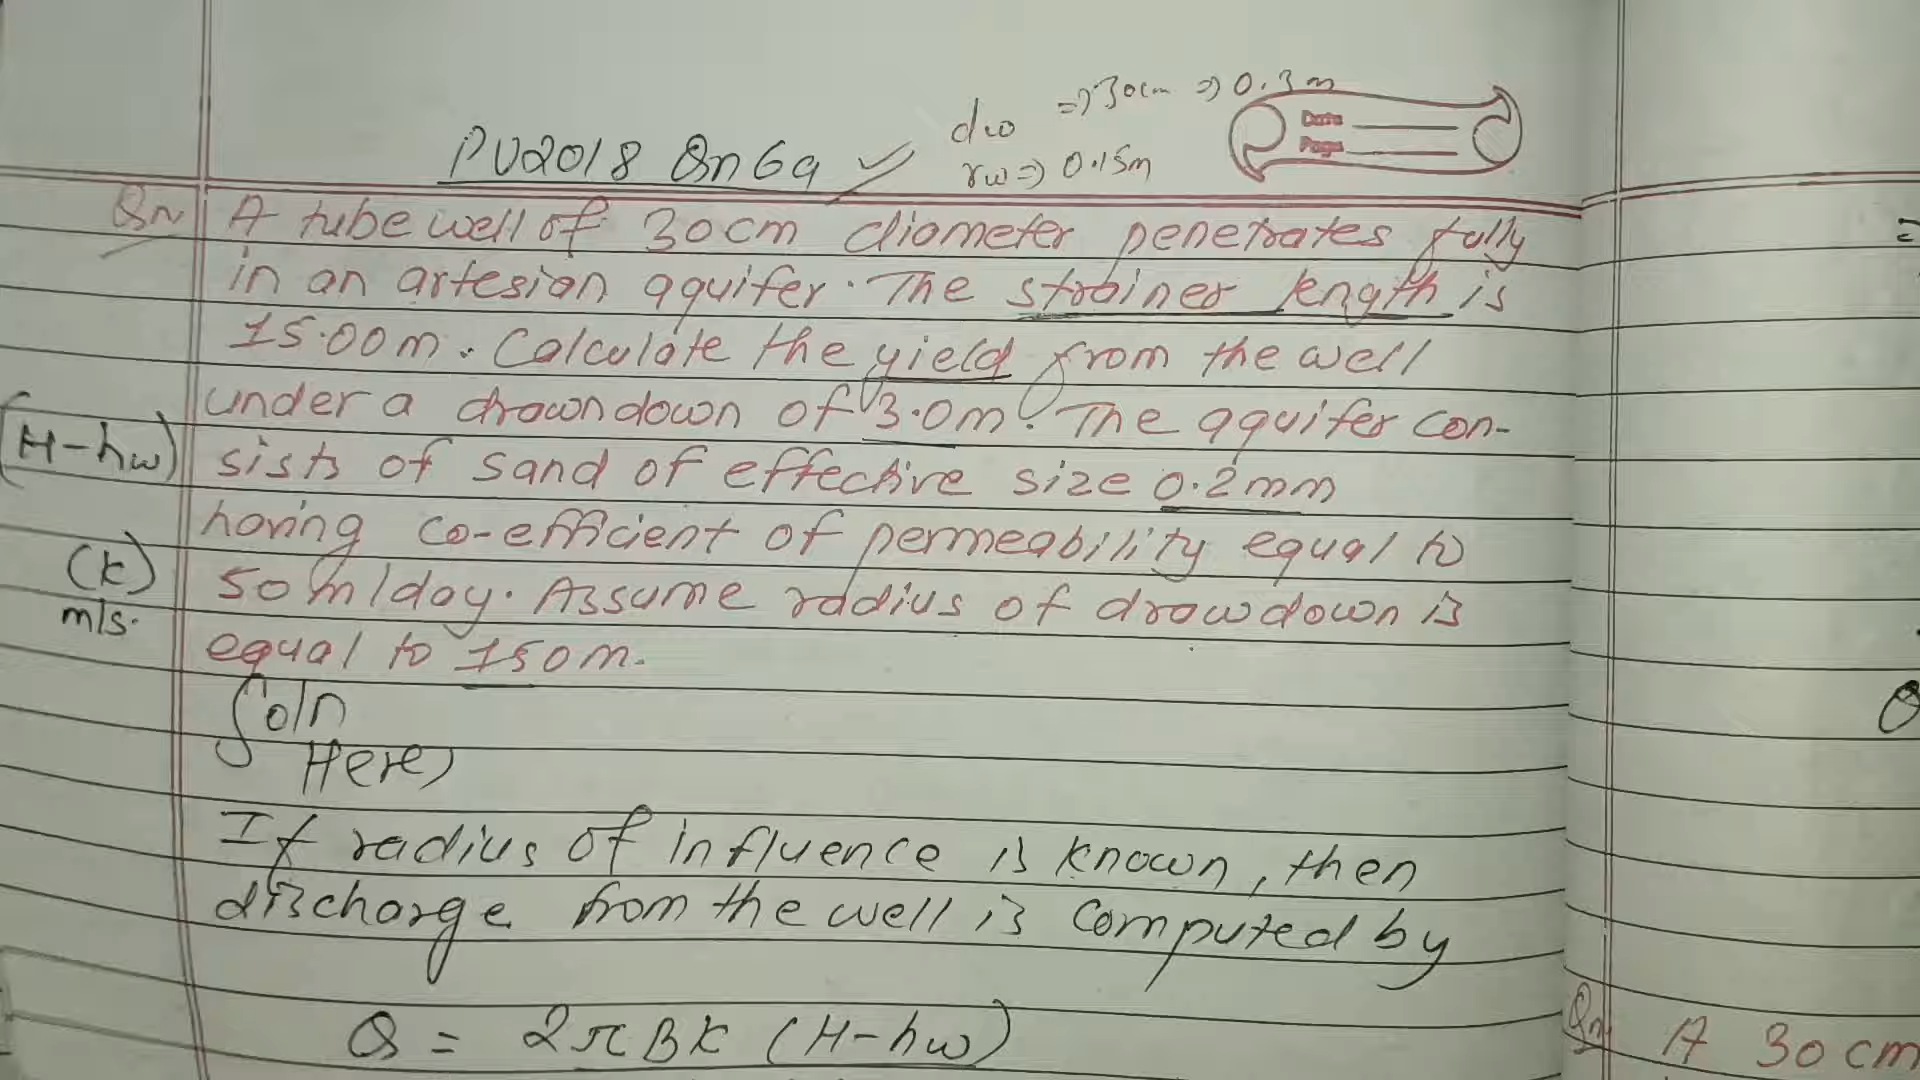 dw => 30cm => 0.3m
PU2018 Qn6a
rw => 0.15m
Date
Page
Qn A tube well of 30cm diameter penetrates fully
in an artesian aquifer. The strainer length is
15.00m. Calculate the yield from the well
under a drawndown of 3.0m. The aquifer con-
(H-hw) sists of sand of effective size 0.2mm
having co-efficient of permeability equal to
(k) 50m/day. Assume radius of drawdown is
m/s.
equal to 150m.
Soln
Here,
If radius of influence is known, then
discharge from the well is computed by
Q = 2πBK (H-hw)
Qn A 30cm